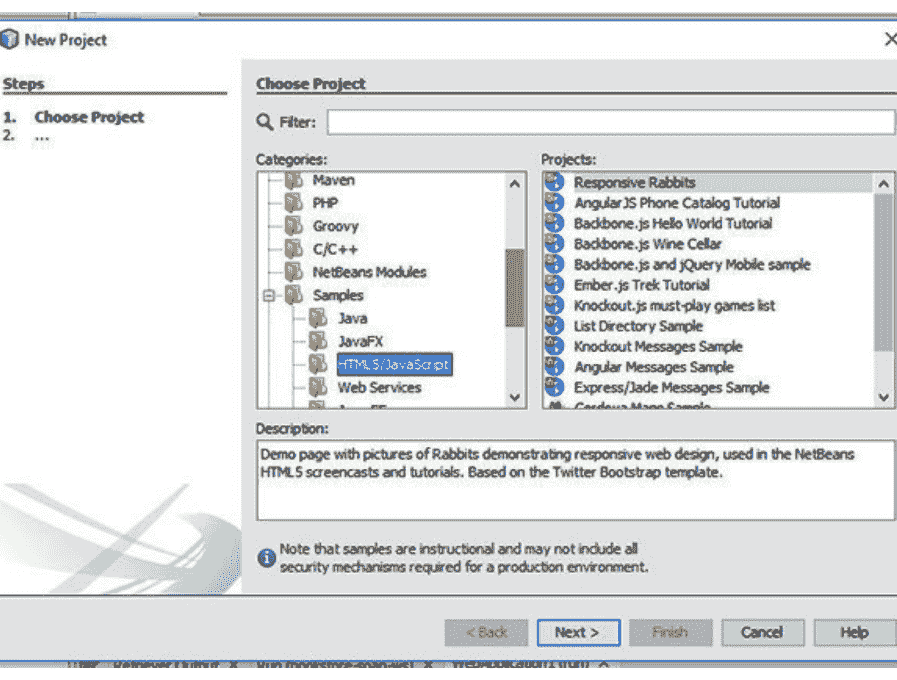 New Project
Steps
1. Choose Project
2. ...
Choose Project
Filter:
Categories:
Maven
PHP
Groovy
C/C++
NetBeans Modules
Samples
Java
JavaFX
HTML5/JavaScript
Web Services
Projects:
Responsive Rabbits
AngularJS Phone Catalog Tutorial
Backbone.js Hello World Tutorial
Backbone.js Wine Cellar
Backbone.js and jQuery Mobile sample
Ember.js Trek Tutorial
Knockout.js must-play games list
List Directory Sample
Knockout Messages Sample
Angular Messages Sample
Express/Jade Messages Sample
Cordova Maps Sample
Description:
Demo page with pictures of Rabbits demonstrating responsive web design, used in the NetBeans
HTML5 screencasts and tutorials. Based on the Twitter Bootstrap template.
Note that samples are instructional and may not include all
security mechanisms required for a production environment.
< Back
Next >
Finish
Cancel
Help
Retriever Output